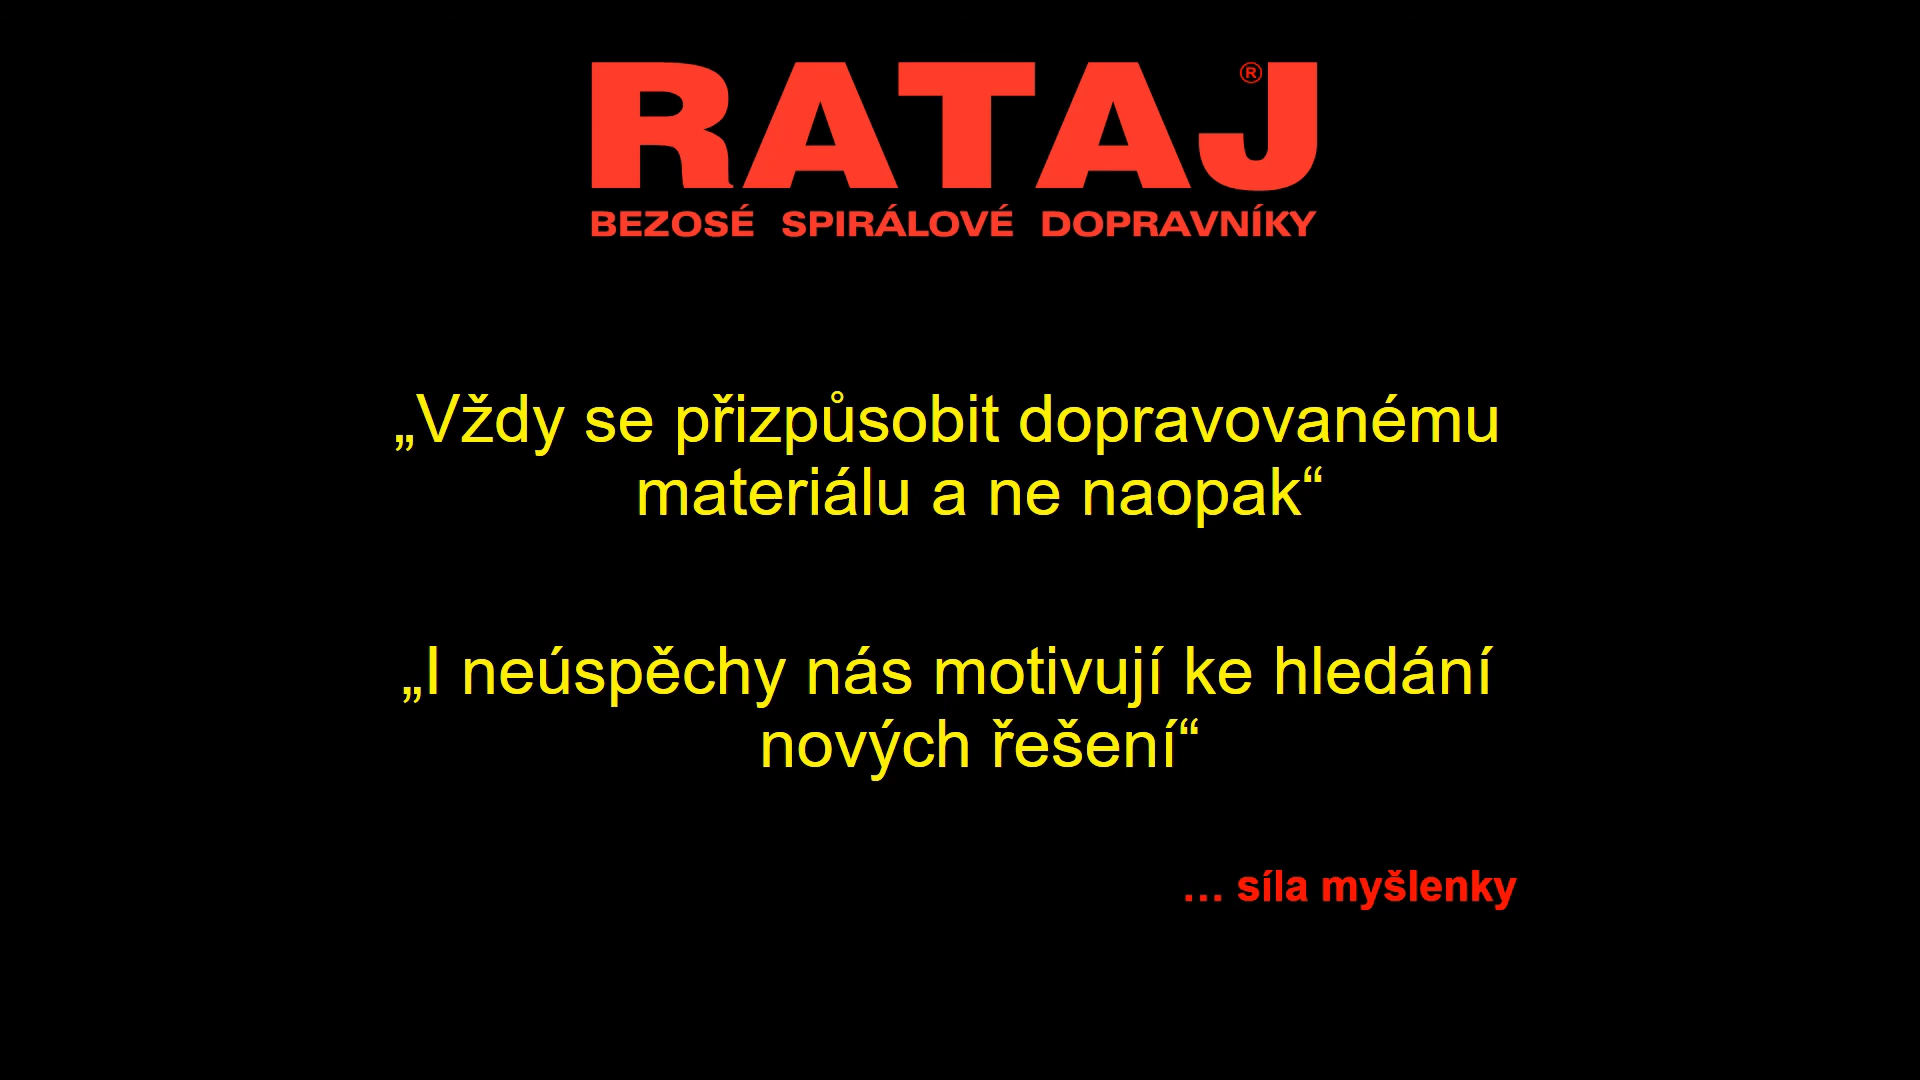 RATAJ®
BEZOSÉ SPIRÁLOVÉ DOPRAVNÍKY
„Vždy se přizpůsobit dopravovanému
materiálu a ne naopak“
„I neúspěchy nás motivují ke hledání
nových řešení“
… síla myšlenky